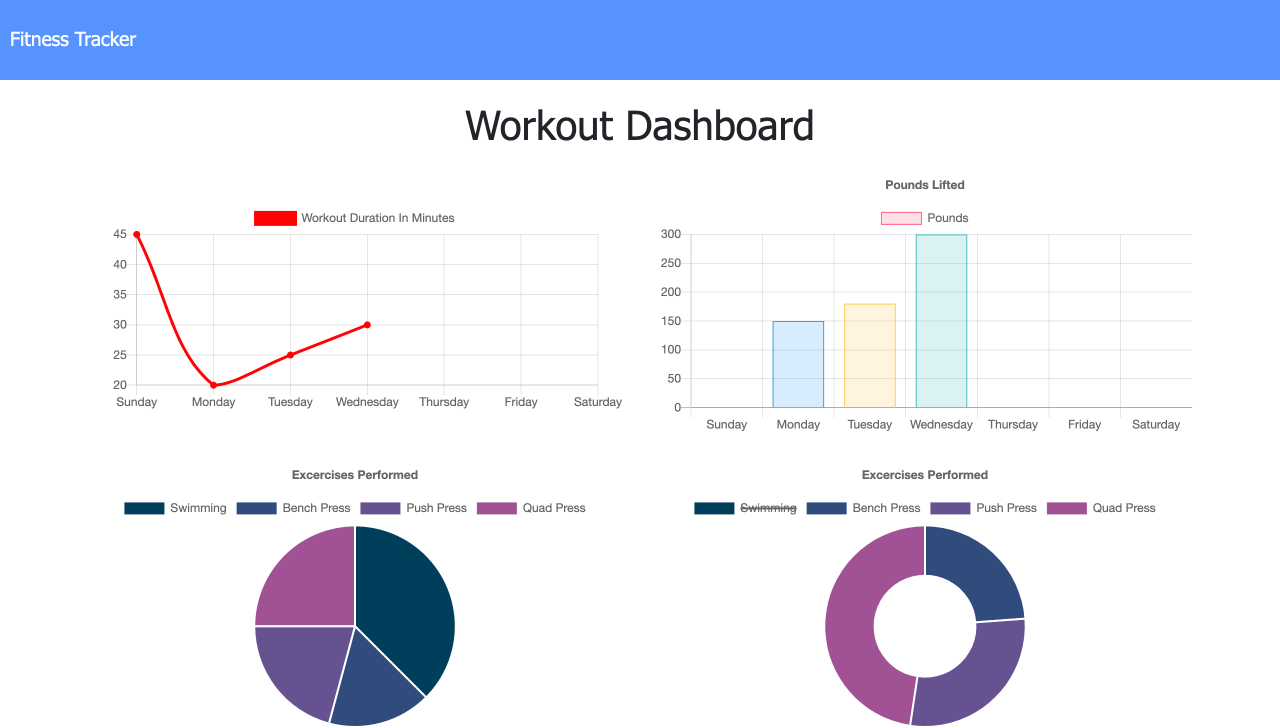 Fitness Tracker
Workout Dashboard
Workout Duration In Minutes
45
40
35
30
25
20
Sunday Monday Tuesday Wednesday Thursday Friday Saturday
Pounds Lifted
Pounds
300
250
200
150
100
50
0
Sunday Monday Tuesday Wednesday Thursday Friday Saturday
Excercises Performed
Swimming Bench Press Push Press Quad Press
Excercises Performed
Swimming Bench Press Push Press Quad Press